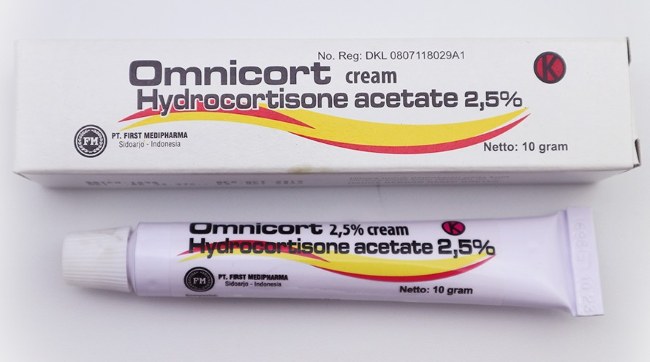 No. Reg: DKL 0807118029A1
Omnicort cream
K
Hydrocortisone acetate 2,5%
FM
PT. FIRST MEDIPHARMA
Sidoarjo - Indonesia
Netto: 10 gram
Omnicort 2,5% cream
K
Hydrocortisone acetate 2,5%
FM
PT. FIRST MEDIPHARMA
Sidoarjo - Indonesia
Netto: 10 gram